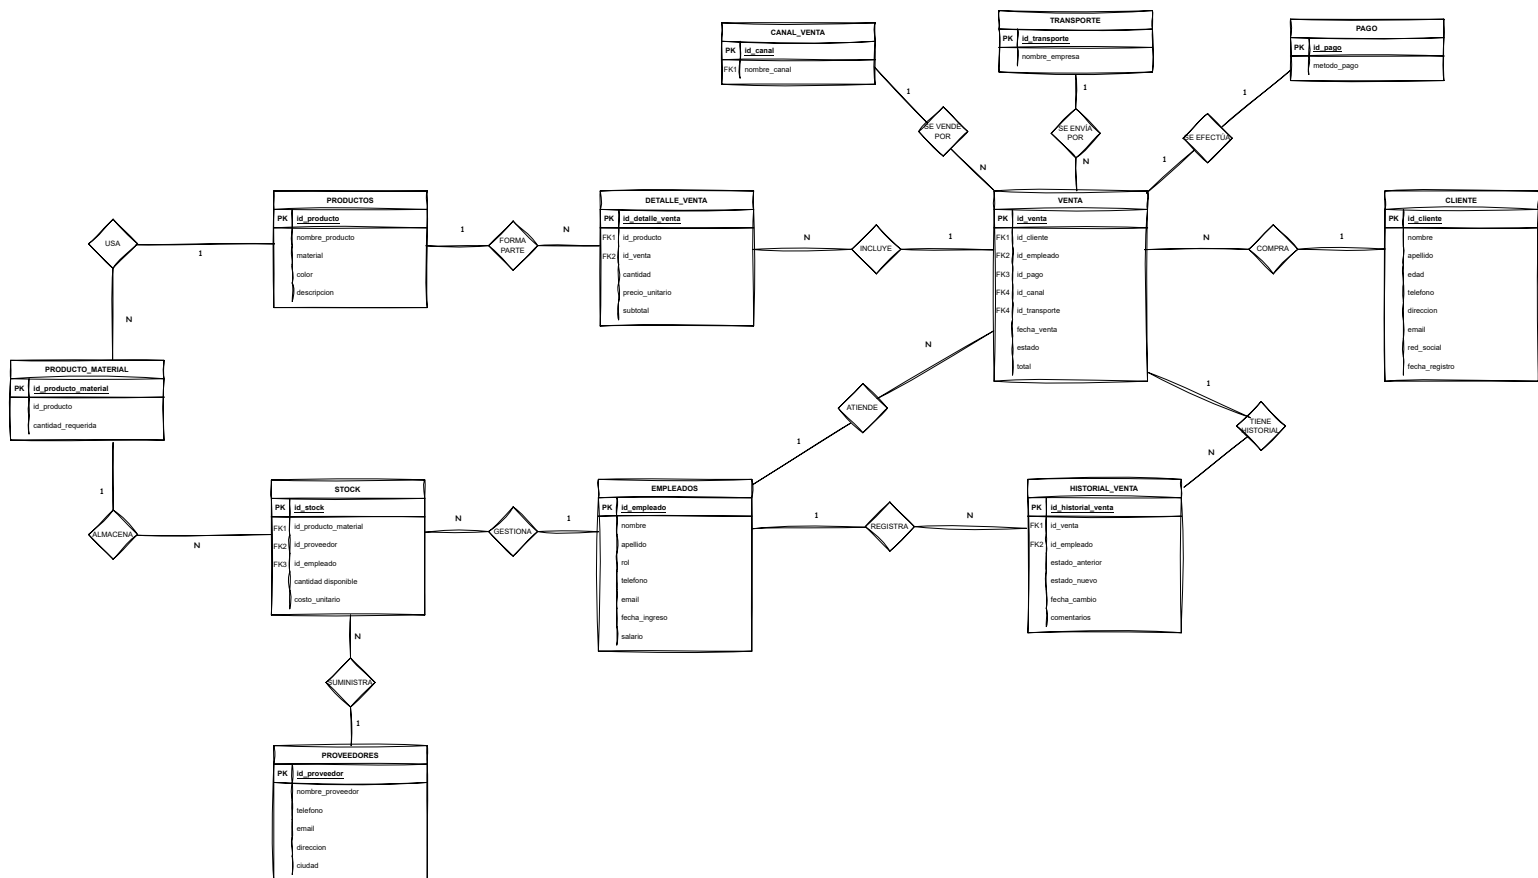 CANAL_VENTA
PK id_canal
FK1 nombre_canal
TRANSPORTE
PK id_transporte
nombre_empresa
PAGO
PK id_pago
metodo_pago
1
1
1
SE VENDE
POR
SE ENVÍA
POR
SE EFECTÚA
N
N
1
PRODUCTOS
PK id_producto
nombre_producto
material
color
descripcion
DETALLE_VENTA
PK id_detalle_venta
FK1 id_producto
FK2 id_venta
cantidad
precio_unitario
subtotal
VENTA
PK id_venta
FK1 id_cliente
FK2 id_empleado
FK3 id_pago
FK4 id_canal
FK4 id_transporte
fecha_venta
estado
total
CLIENTE
PK id_cliente
nombre
apellido
edad
telefono
direccion
email
red_social
fecha_registro
USA
1
1
FORMA
PARTE
N
N
INCLUYE
1
N
COMPRA
1
N
PRODUCTO_MATERIAL
PK id_producto_material
id_producto
cantidad_requerida
N
ATIENDE
1
1
TIENE
HISTORIAL
N
1
ALMACENA
N
STOCK
PK id_stock
FK1 id_producto_material
FK2 id_proveedor
FK3 id_empleado
cantidad disponible
costo_unitario
N
GESTIONA
1
EMPLEADOS
PK id_empleado
nombre
apellido
rol
telefono
email
fecha_ingreso
salario
1
REGISTRA
N
HISTORIAL_VENTA
PK id_historial_venta
FK1 id_venta
FK2 id_empleado
estado_anterior
estado_nuevo
fecha_cambio
comentarios
N
SUMINISTRA
1
PROVEEDORES
PK id_proveedor
nombre_proveedor
telefono
email
direccion
ciudad